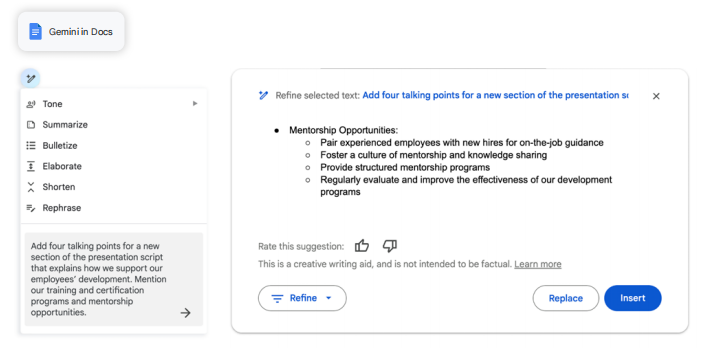 Gemini in Docs
Tone
Summarize
Bulletize
Elaborate
Shorten
Rephrase
Add four talking points for a new
section of the presentation script
that explains how we support our
employees' development. Mention
our training and certification
programs and mentorship
opportunities.
Refine selected text: Add four talking points for a new section of the presentation sc
Mentorship Opportunities:
Pair experienced employees with new hires for on-the-job guidance
Foster a culture of mentorship and knowledge sharing
Provide structured mentorship programs
Regularly evaluate and improve the effectiveness of our development
programs
Rate this suggestion:
This is a creative writing aid, and is not intended to be factual. Learn more
Refine
Replace
Insert